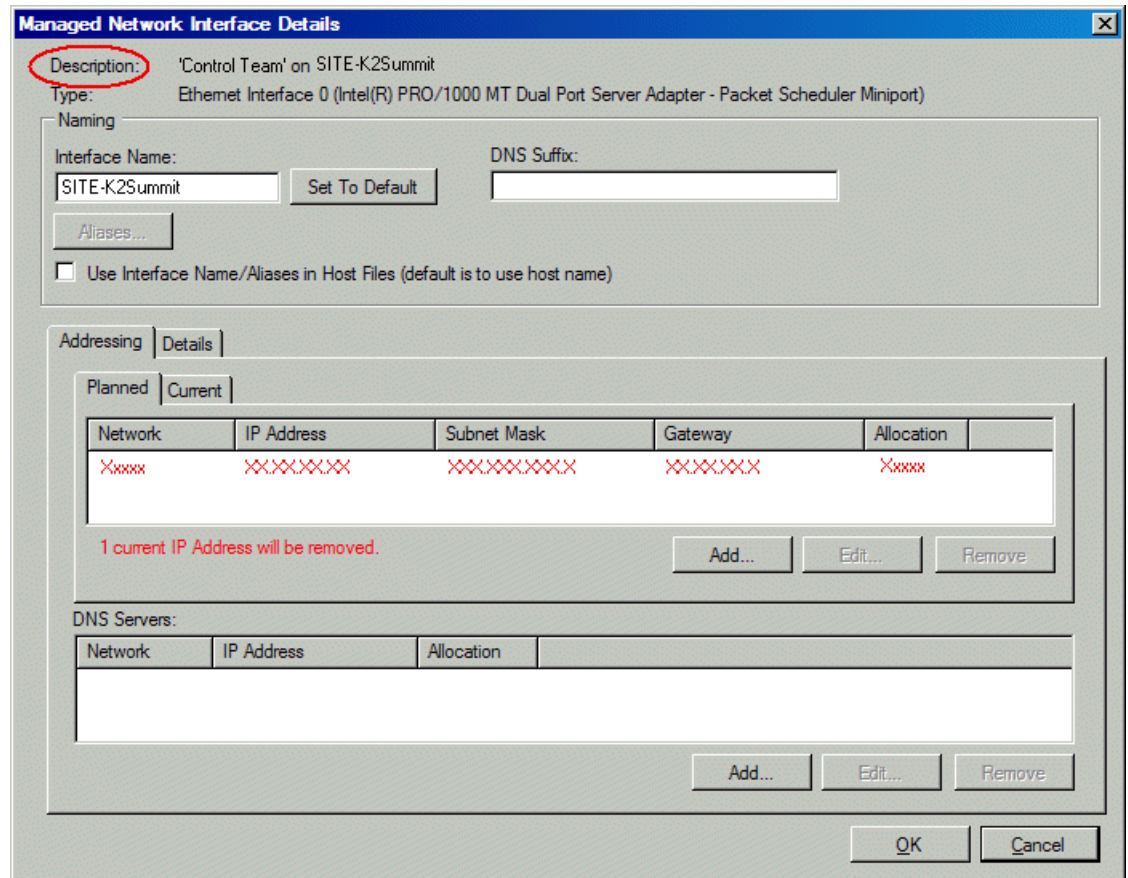 Managed Network Interface Details
Description: 'Control Team' on SITE-K2Summit
Type: Ethernet Interface 0 (Intel(R) PRO/1000 MT Dual Port Server Adapter - Packet Scheduler Miniport)
Naming
Interface Name: DNS Suffix:
SITE-K2Summit Set To Default
Aliases...
Use Interface Name/Aliases in Host Files (default is to use host name)
Addressing Details
Planned Current
Network IP Address Subnet Mask Gateway Allocation
Xxxxx XX.XX.XX.XX XXX.XXX.XXX.X XX.XX.XX.X Xxxxx
1 current IP Address will be removed.
Add... Edit... Remove
DNS Servers:
Network IP Address Allocation
Add... Edit... Remove
OK Cancel